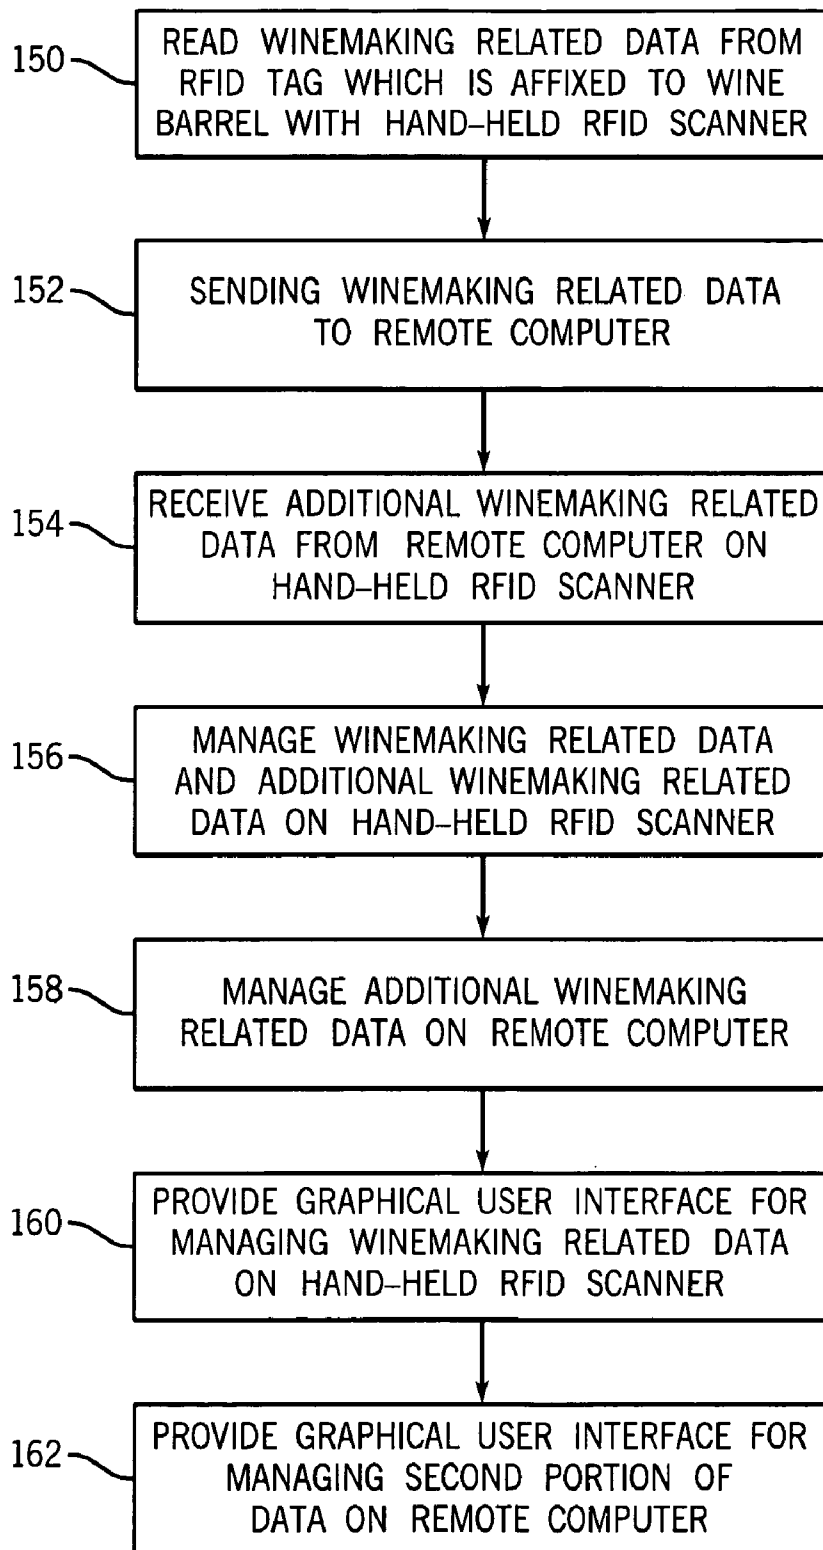 150
READ WINEMAKING RELATED DATA FROM
RFID TAG WHICH IS AFFIXED TO WINE
BARREL WITH HAND-HELD RFID SCANNER
152
SENDING WINEMAKING RELATED DATA
TO REMOTE COMPUTER
154
RECEIVE ADDITIONAL WINEMAKING RELATED
DATA FROM REMOTE COMPUTER ON
HAND-HELD RFID SCANNER
156
MANAGE WINEMAKING RELATED DATA
AND ADDITIONAL WINEMAKING RELATED
DATA ON HAND-HELD RFID SCANNER
158
MANAGE ADDITIONAL WINEMAKING
RELATED DATA ON REMOTE COMPUTER
160
PROVIDE GRAPHICAL USER INTERFACE FOR
MANAGING WINEMAKING RELATED DATA
ON HAND-HELD RFID SCANNER
162
PROVIDE GRAPHICAL USER INTERFACE FOR
MANAGING SECOND PORTION OF
DATA ON REMOTE COMPUTER